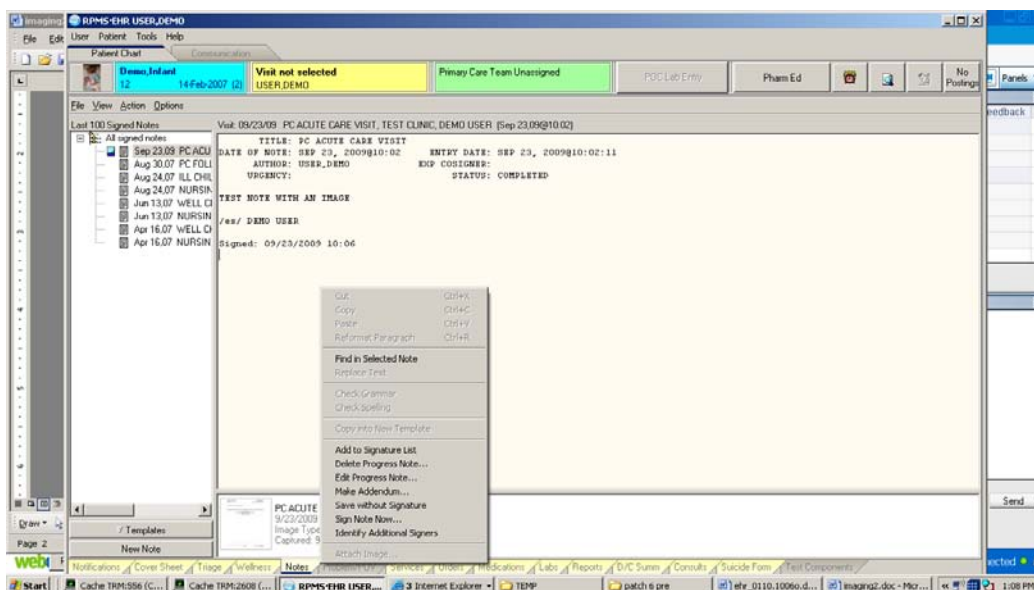 imaging
RPMS-EHR USER,DEMO
File Edit
User Patient Tools Help
Patient Chart Communication
Demo,Infant
12 14-Feb-2007 (2)
Visit not selected
USER,DEMO
Primary Care Team Unassigned
POC Lab Entry
Pharm Ed
No
Postings
Panels
File View Action Options
eedback
Last 100 Signed Notes
Visit: 09/23/09 PC ACUTE CARE VISIT, TEST CLINIC, DEMO USER (Sep 23,09@10:02)
All signed notes
Sep 23,09 PC ACU
Aug 30,07 PC FOLL
Aug 24,07 ILL CHIL
Aug 24,07 NURSIN
Jun 13,07 WELL CI
Jun 13,07 NURSIN
Apr 16,07 WELL CI
Apr 16,07 NURSIN
TITLE: PC ACUTE CARE VISIT
DATE OF NOTE: SEP 23, 2009@10:02 ENTRY DATE: SEP 23, 2009@10:02:11
AUTHOR: USER,DEMO EXP COSIGNER:
URGENCY: STATUS: COMPLETED
TEST NOTE WITH AN IMAGE
/es/ DEMO USER
Signed: 09/23/2009 10:06
Cut Ctrl+X
Copy Ctrl+C
Paste Ctrl+V
Reformat Paragraph Ctrl+R
Find in Selected Note
Replace Text
Check Grammar
Check Spelling
Copy into New Template
Add to Signature List
Delete Progress Note...
Edit Progress Note...
Make Addendum...
Save without Signature
Sign Note Now...
Identify Additional Signers
Attach Image...
PC ACUTE
9/23/2009
Image Type
Captured: 9
Send
Draw
/ Templates
Page 2
New Note
Notifications Cover Sheet Triage Wellness Notes Services Orders Medications Labs Reports D/C Summ Consults Suicide Form Test Components
nected
Start Cache TRM:556 (C... Cache TRM:2608 (... RPMS-EHR USER,... 3 Internet Explorer TEMP patch 6 pre ehr_0110.1006o.d... imaging2.doc - Micr... 1:08 PM